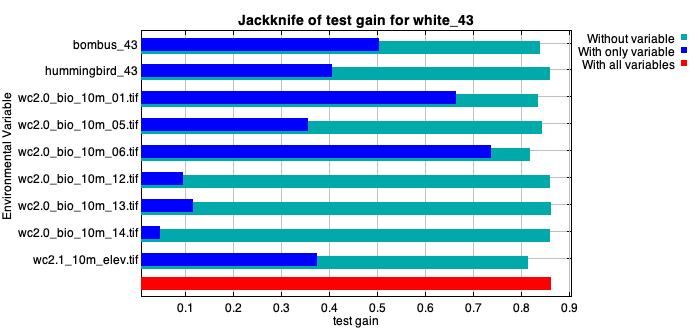 Jackknife of test gain for white_43
Without variable
With only variable
With all variables
Environmental Variable
bombus_43
hummingbird_43
wc2.0_bio_10m_01.tif
wc2.0_bio_10m_05.tif
wc2.0_bio_10m_06.tif
wc2.0_bio_10m_12.tif
wc2.0_bio_10m_13.tif
wc2.0_bio_10m_14.tif
wc2.1_10m_elev.tif
0.1 0.2 0.3 0.4 0.5 0.6 0.7 0.8 0.9
test gain